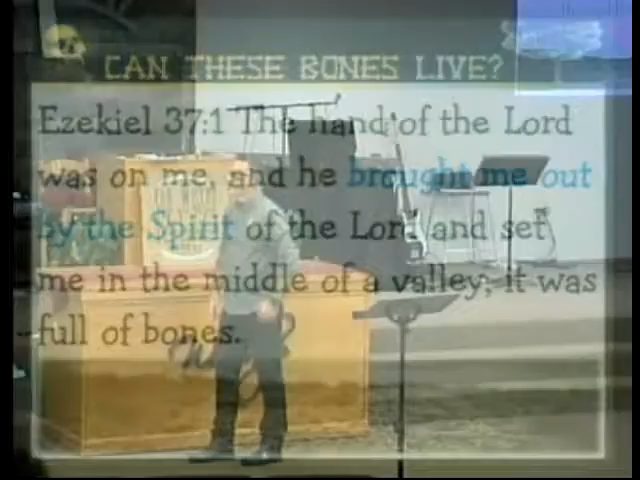 CAN THESE BONES LIVE?
Ezekiel 37:1 The hand of the Lord
was on me, and he brought me out
by the Spirit of the Lord and set
me in the middle of a valley; it was
full of bones.